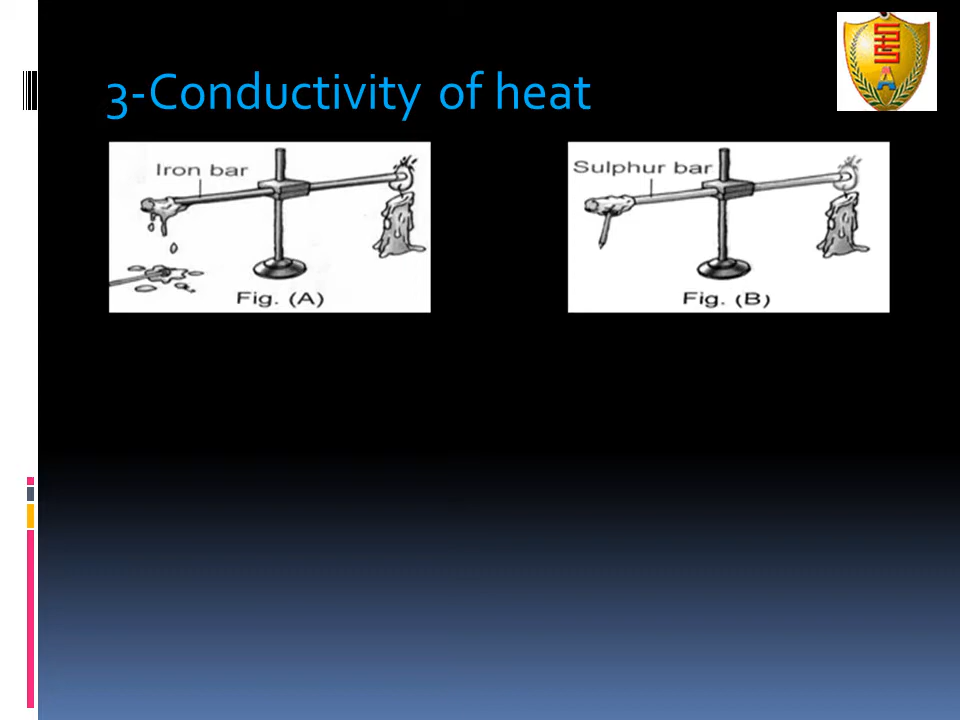 3-Conductivity of heat
Iron bar
Fig. (A)
Sulphur bar
Fig. (B)